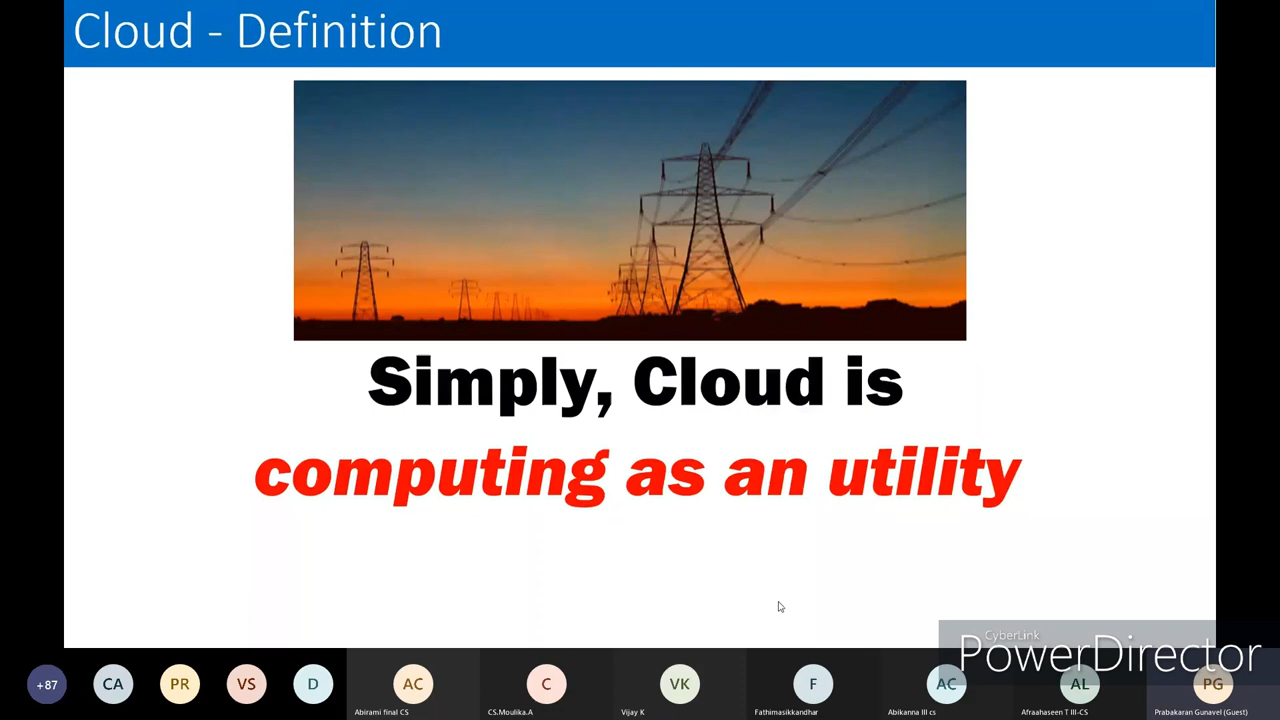 Cloud - Definition
Simply, Cloud is
computing as an utility
CyberLink
PowerDirector
+87
CA
PR
VS
D
AC
C
VK
F
AC
AL
PG
Abirami final CS
CS.Moulika.A
Vijay K
Fathimasikkandhar
Abikanna III cs
Afraahaseen T III-CS
Prabakaran Gunavel (Guest)